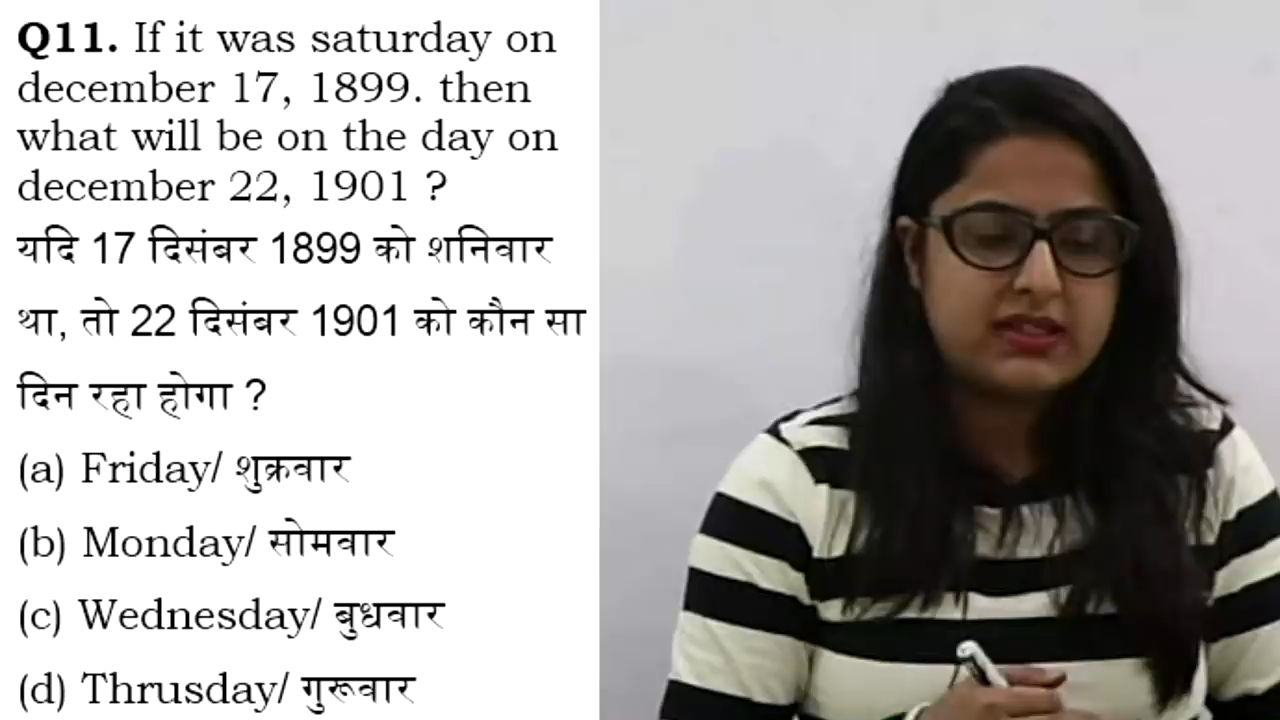 Q11. If it was saturday on
december 17, 1899. then
what will be on the day on
december 22, 1901 ?
यदि 17 दिसंबर 1899 को शनिवार
था, तो 22 दिसंबर 1901 को कौन सा
दिन रहा होगा ?
(a) Friday/ शुक्रवार
(b) Monday/ सोमवार
(c) Wednesday/ बुधवार
(d) Thrusday/ गुरूवार